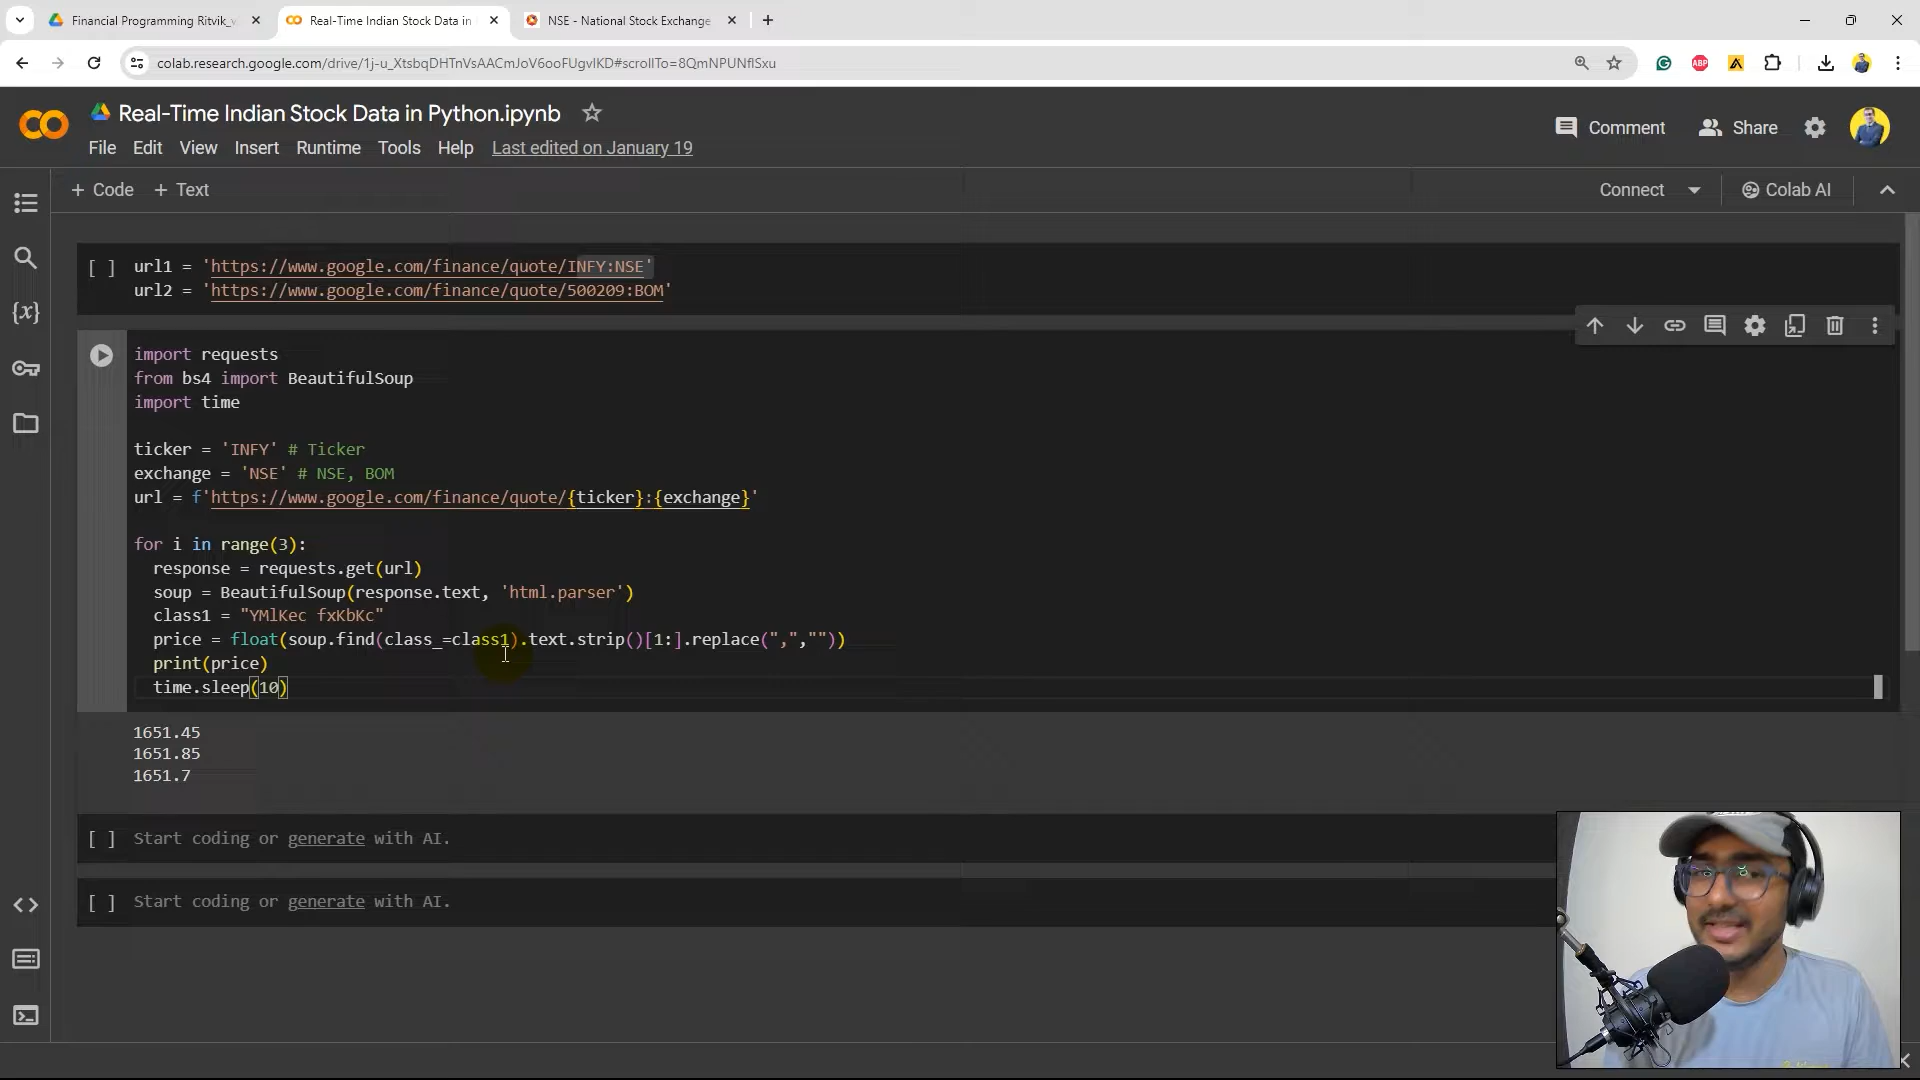 Financial Programming Ritvik_v
Real-Time Indian Stock Data in
NSE - National Stock Exchange
colab.research.google.com/drive/1j-u_XtsbqDHTnVsAACmJoV6ooFUgvlKD#scrollTo=8QmNPUNflSxu
ABP
Real-Time Indian Stock Data in Python.ipynb
Comment
Share
File Edit View Insert Runtime Tools Help Last edited on January 19
+ Code + Text
Connect
Colab AI
{x}
[ ] url1 = 'https://www.google.com/finance/quote/INFY:NSE'
url2 = 'https://www.google.com/finance/quote/500209:BOM'
import requests
from bs4 import BeautifulSoup
import time
ticker = 'INFY' # Ticker
exchange = 'NSE' # NSE, BOM
url = f'https://www.google.com/finance/quote/{ticker}:{exchange}'
for i in range(3):
response = requests.get(url)
soup = BeautifulSoup(response.text, 'html.parser')
class1 = "YMlKec fxKbKc"
price = float(soup.find(class_=class1).text.strip()[1:].replace(",",""))
print(price)
time.sleep(10)
1651.45
1651.85
1651.7
[ ] Start coding or generate with AI.
[ ] Start coding or generate with AI.